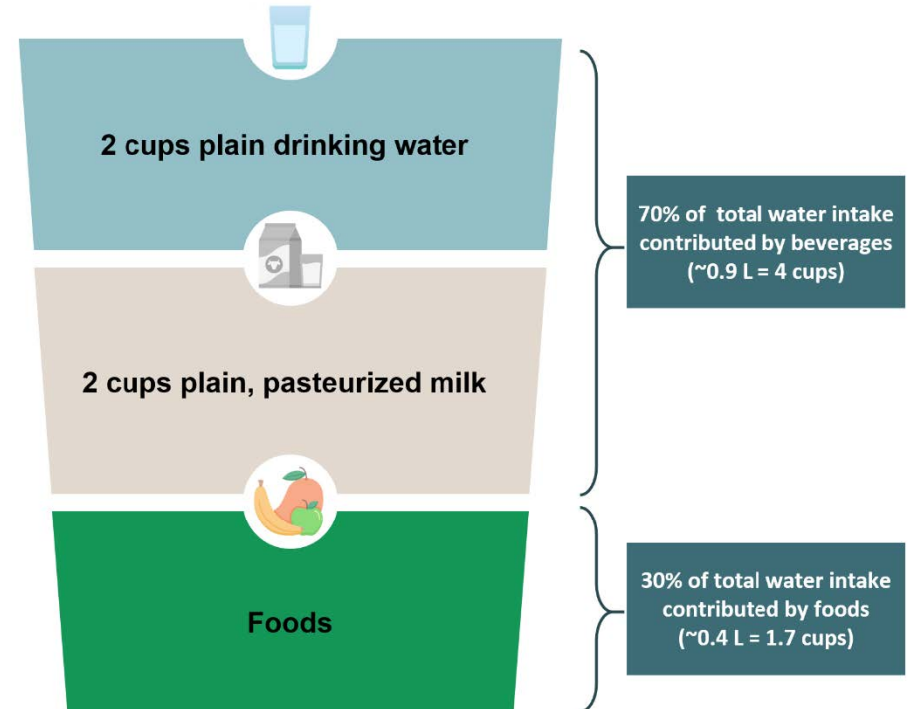 2 cups plain drinking water
70% of total water intake
contributed by beverages
(~0.9 L = 4 cups)
2 cups plain, pasteurized milk
Foods
30% of total water intake
contributed by foods
(~0.4 L = 1.7 cups)